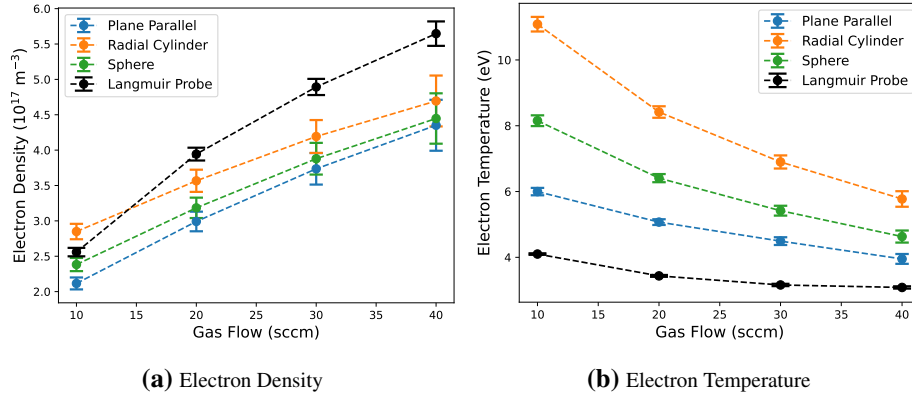 Plane Parallel
Radial Cylinder
Sphere
Langmuir Probe
6.0
5.5
5.0
4.5
4.0
3.5
3.0
2.5
2.0
Electron Density (10¹⁷ m⁻³)
10 15 20 25 30 35 40
Gas Flow (sccm)
(a) Electron Density
Plane Parallel
Radial Cylinder
Sphere
Langmuir Probe
10
8
6
4
Electron Temperature (eV)
10 15 20 25 30 35 40
Gas Flow (sccm)
(b) Electron Temperature